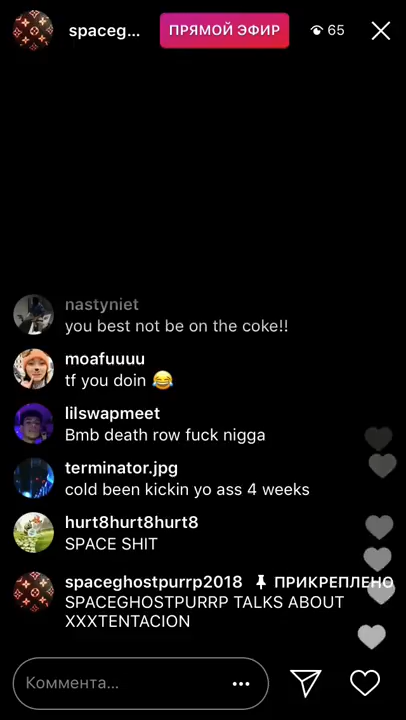 spaceg...
ПРЯМОЙ ЭФИР
65
nastyniet
you best not be on the coke!!
moafuuuu
tf you doin 😂
lilswapmeet
Bmb death row fuck nigga
terminator.jpg
cold been kickin yo ass 4 weeks
hurt8hurt8hurt8
SPACE SHIT
spaceghostpurrp2018 ПРИКРЕПЛЕНО
SPACEGHOSTPURRP TALKS ABOUT
XXXTENTACION
Коммента...